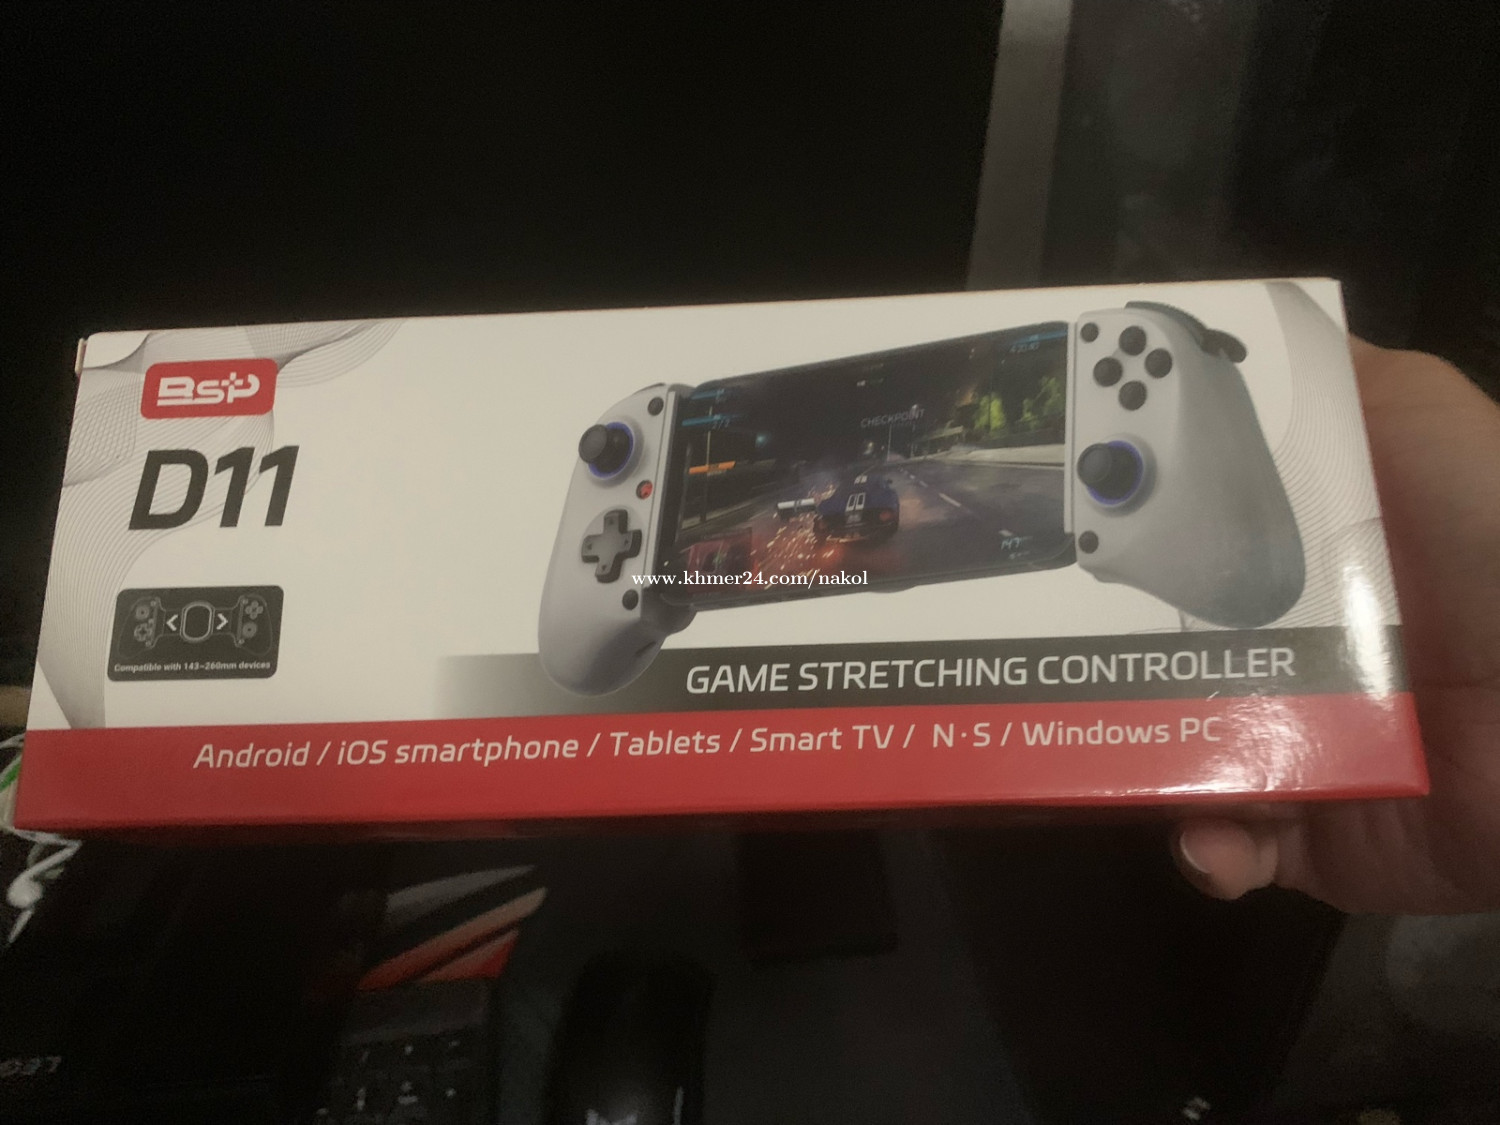 BSP
D11
CHECKPOINT
Compatible with 143~260mm devices
www.khmer24.com/nakol
GAME STRETCHING CONTROLLER
Android / iOS smartphone / Tablets / Smart TV / N·S / Windows PC